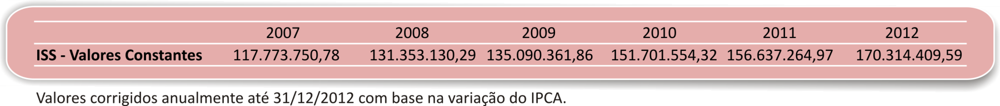 2007 2008 2009 2010 2011 2012
ISS - Valores Constantes 117.773.750,78 131.353.130,29 135.090.361,86 151.701.554,32 156.637.264,97 170.314.409,59
Valores corrigidos anualmente até 31/12/2012 com base na variação do IPCA.